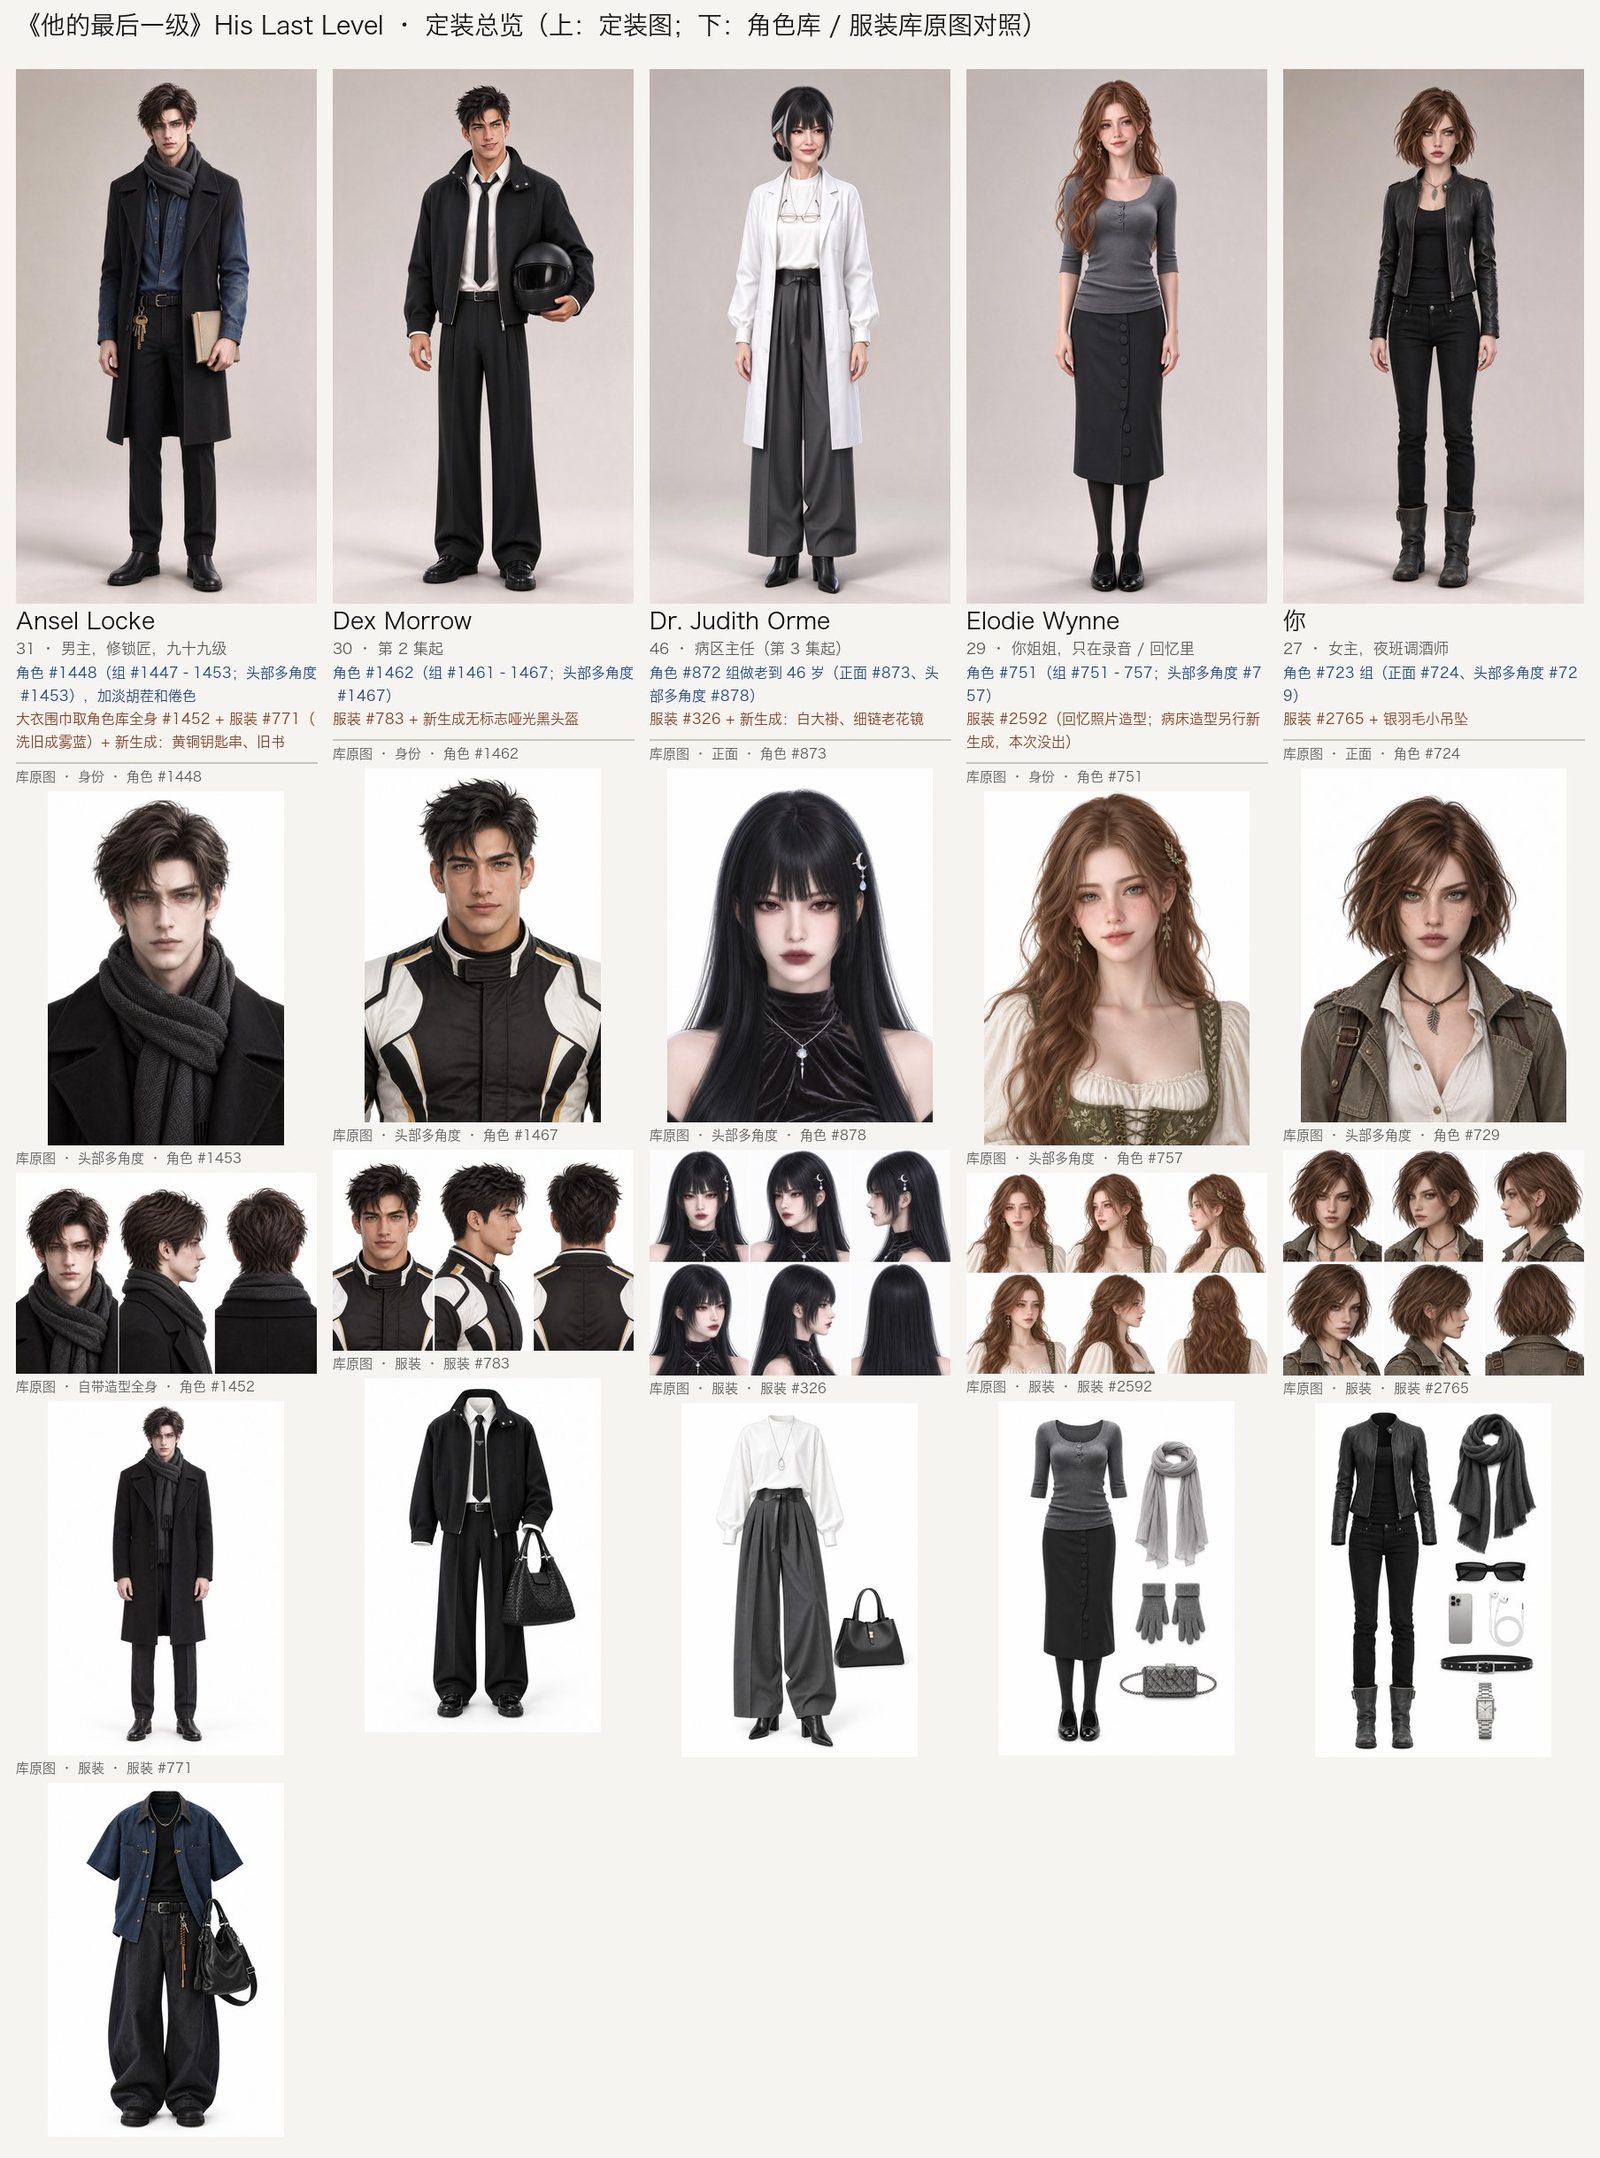 《他的最后一级》His Last Level · 定装总览（上：定装图；下：角色库 / 服装库原图对照）
Ansel Locke
31 · 男主，修锁匠，九十九级
角色 #1448（组 #1447 - 1453；头部多角度
#1453），加淡胡茬和倦色
大衣围巾取角色库全身 #1452 + 服装 #771（
洗旧成雾蓝）+ 新生成：黄铜钥匙串、旧书
库原图 · 身份 · 角色 #1448
库原图 · 头部多角度 · 角色 #1453
库原图 · 自带造型全身 · 角色 #1452
库原图 · 服装 · 服装 #771
Dex Morrow
30 · 第 2 集起
角色 #1462（组 #1461 - 1467；头部多角度
#1467）
服装 #783 + 新生成无标志哑光黑头盔
库原图 · 身份 · 角色 #1462
库原图 · 头部多角度 · 角色 #1467
库原图 · 服装 · 服装 #783
Dr. Judith Orme
46 · 病区主任（第 3 集起）
角色 #872 组做老到 46 岁（正面 #873、头
部多角度 #878）
服装 #326 + 新生成：白大褂、细链老花镜
库原图 · 正面 · 角色 #873
库原图 · 头部多角度 · 角色 #878
库原图 · 服装 · 服装 #326
Elodie Wynne
29 · 你姐姐，只在录音 / 回忆里
角色 #751（组 #751 - 757；头部多角度 #7
57）
服装 #2592（回忆照片造型；病床造型另行新
生成，本次没出）
库原图 · 身份 · 角色 #751
库原图 · 头部多角度 · 角色 #757
库原图 · 服装 · 服装 #2592
你
27 · 女主，夜班调酒师
角色 #723 组（正面 #724、头部多角度 #72
9）
服装 #2765 + 银羽毛小吊坠
库原图 · 正面 · 角色 #724
库原图 · 头部多角度 · 角色 #729
库原图 · 服装 · 服装 #2765